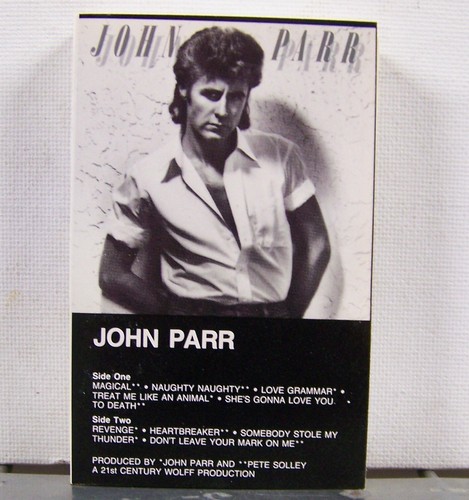 JOHN PARR
JOHN PARR
Side One
MAGICAL** • NAUGHTY NAUGHTY** • LOVE GRAMMAR* •
TREAT ME LIKE AN ANIMAL* • SHE'S GONNA LOVE YOU
TO DEATH**
Side Two
REVENGE* • HEARTBREAKER** • SOMEBODY STOLE MY
THUNDER* • DON'T LEAVE YOUR MARK ON ME**
PRODUCED BY *JOHN PARR AND **PETE SOLLEY
A 21st CENTURY WOLFF PRODUCTION